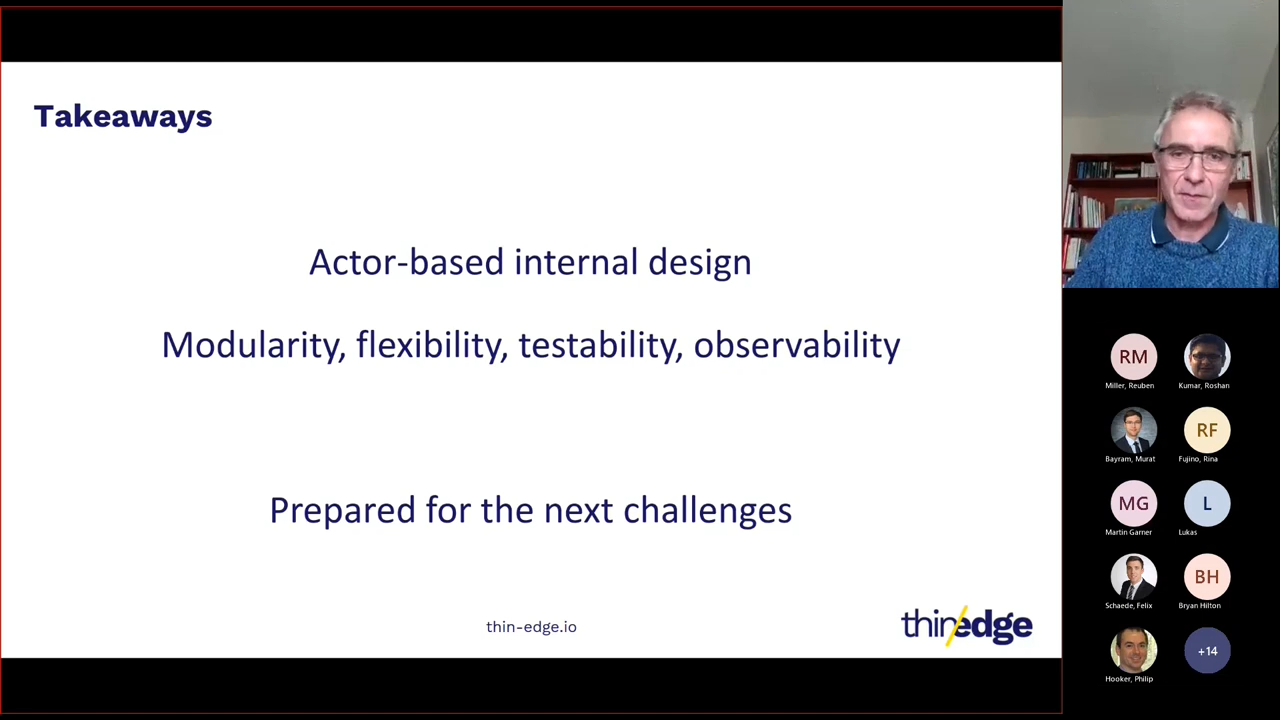 Takeaways
Actor-based internal design
Modularity, flexibility, testability, observability
Prepared for the next challenges
thin-edge.io
thin/edge
RM
Miller, Reuben
Kumar, Roshan
Bayram, Murat
RF
Fujino, Rina
MG
Martin Garner
L
Lukas
Schaede, Felix
BH
Bryan Hilton
Hooker, Philip
+14